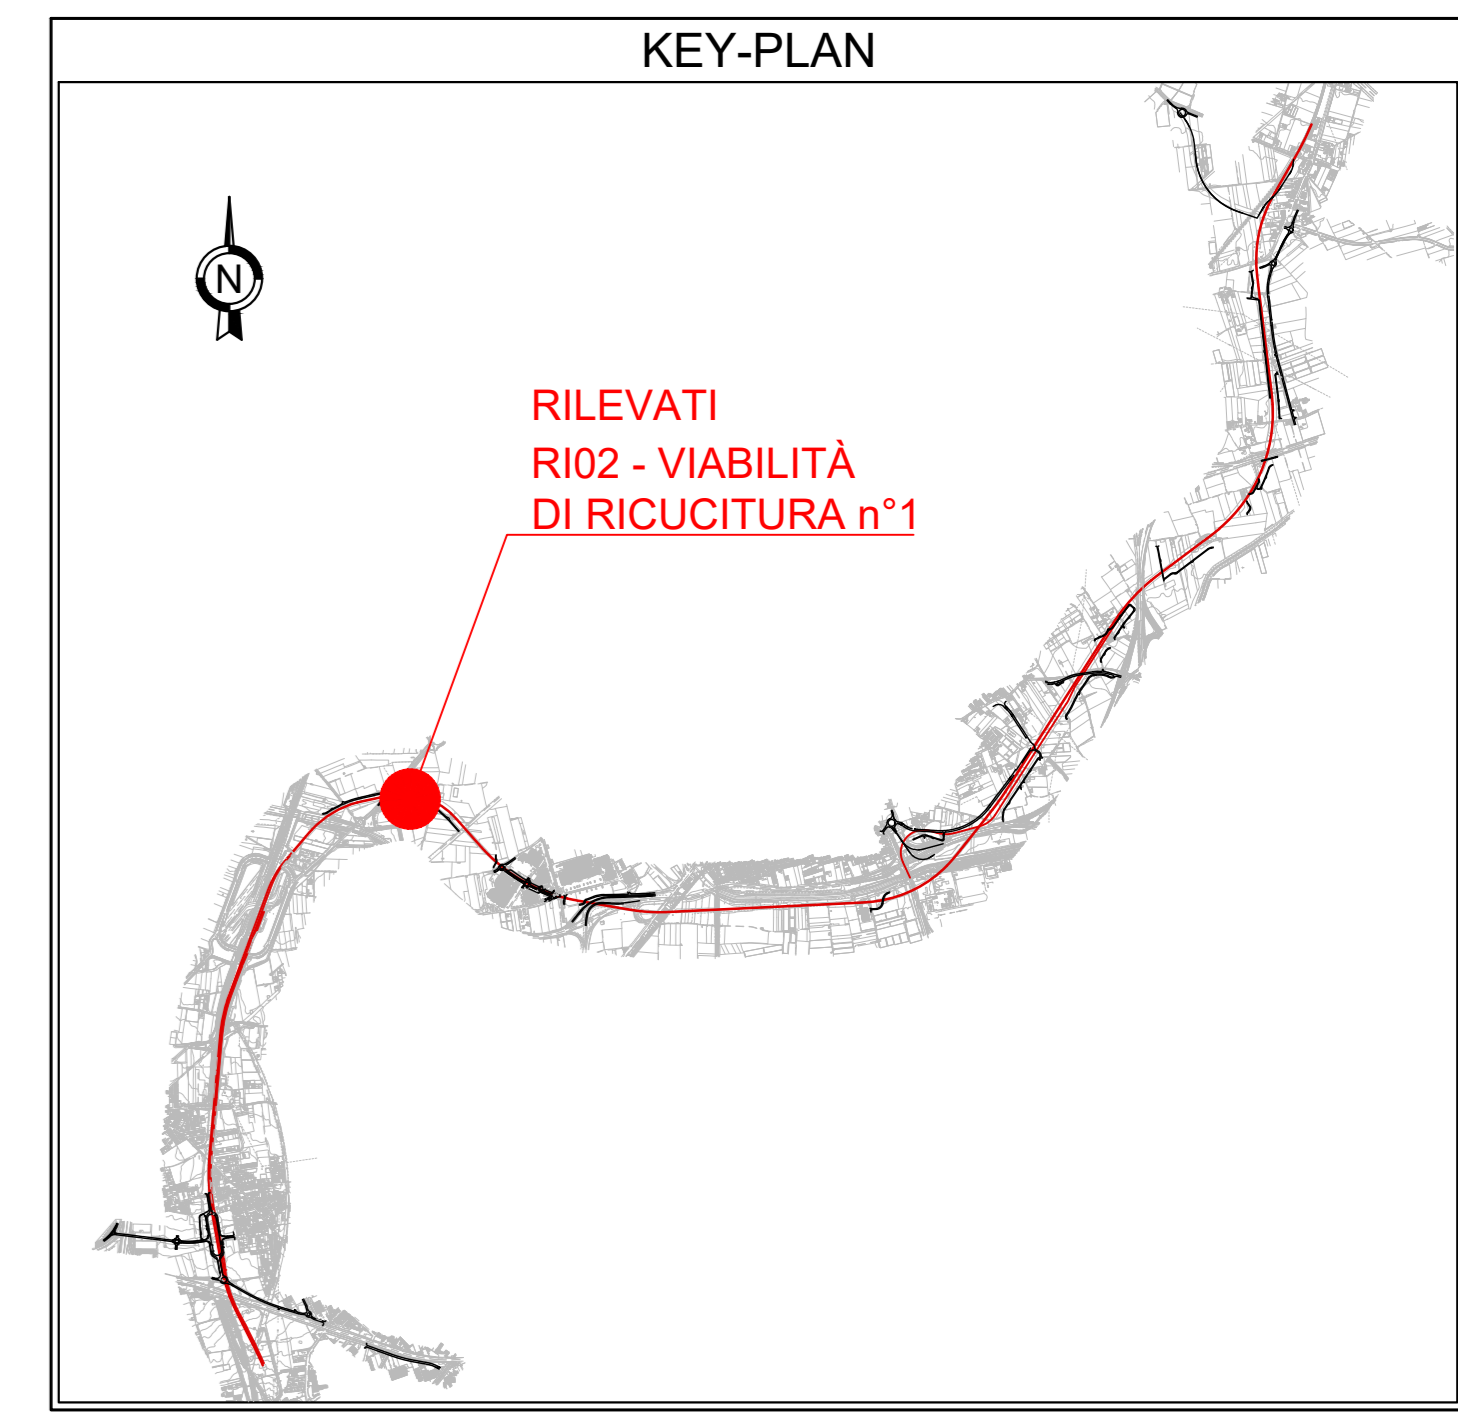 KEY-PLAN
N
RILEVATI
RI02 - VIABILITÀ
DI RICUCITURA n°1